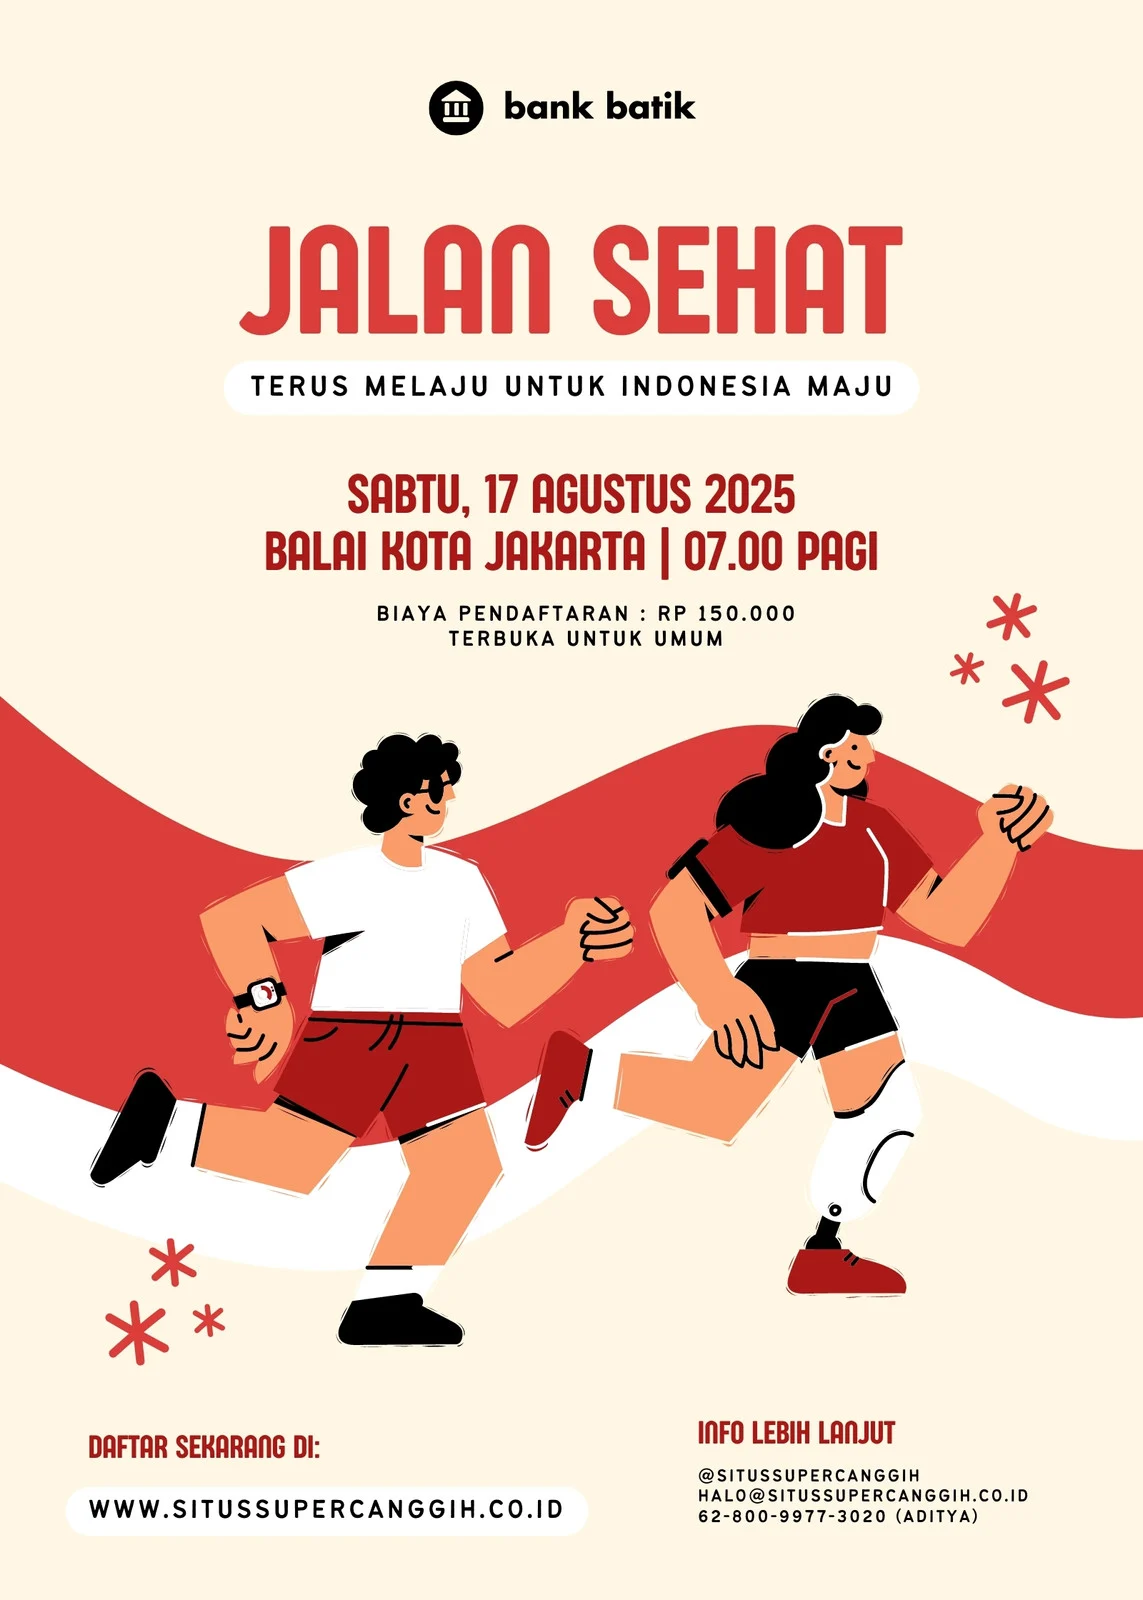 bank batik
JALAN SEHAT
TERUS MELAJU UNTUK INDONESIA MAJU
SABTU, 17 AGUSTUS 2025
BALAI KOTA JAKARTA | 07.00 PAGI
BIAYA PENDAFTARAN : RP 150.000
TERBUKA UNTUK UMUM
DAFTAR SEKARANG DI:
WWW.SITUSSUPERCANGGIH.CO.ID
INFO LEBIH LANJUT
@SITUSSUPERCANGGIH
HALO@SITUSSUPERCANGGIH.CO.ID
62-800-9977-3020 (ADITYA)